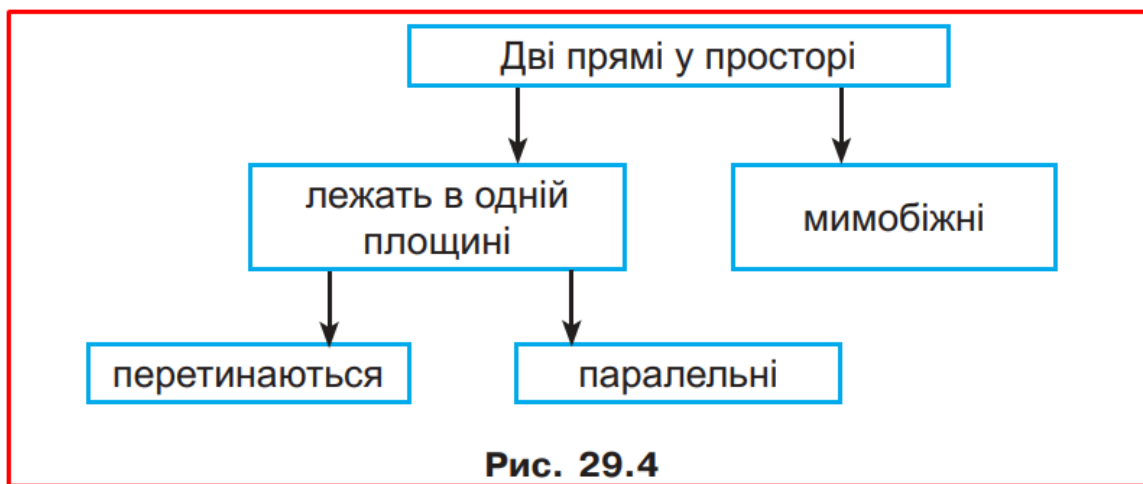 Дві прямі у просторі
лежать в одній
площині
мимобіжні
перетинаються
паралельні
Рис. 29.4